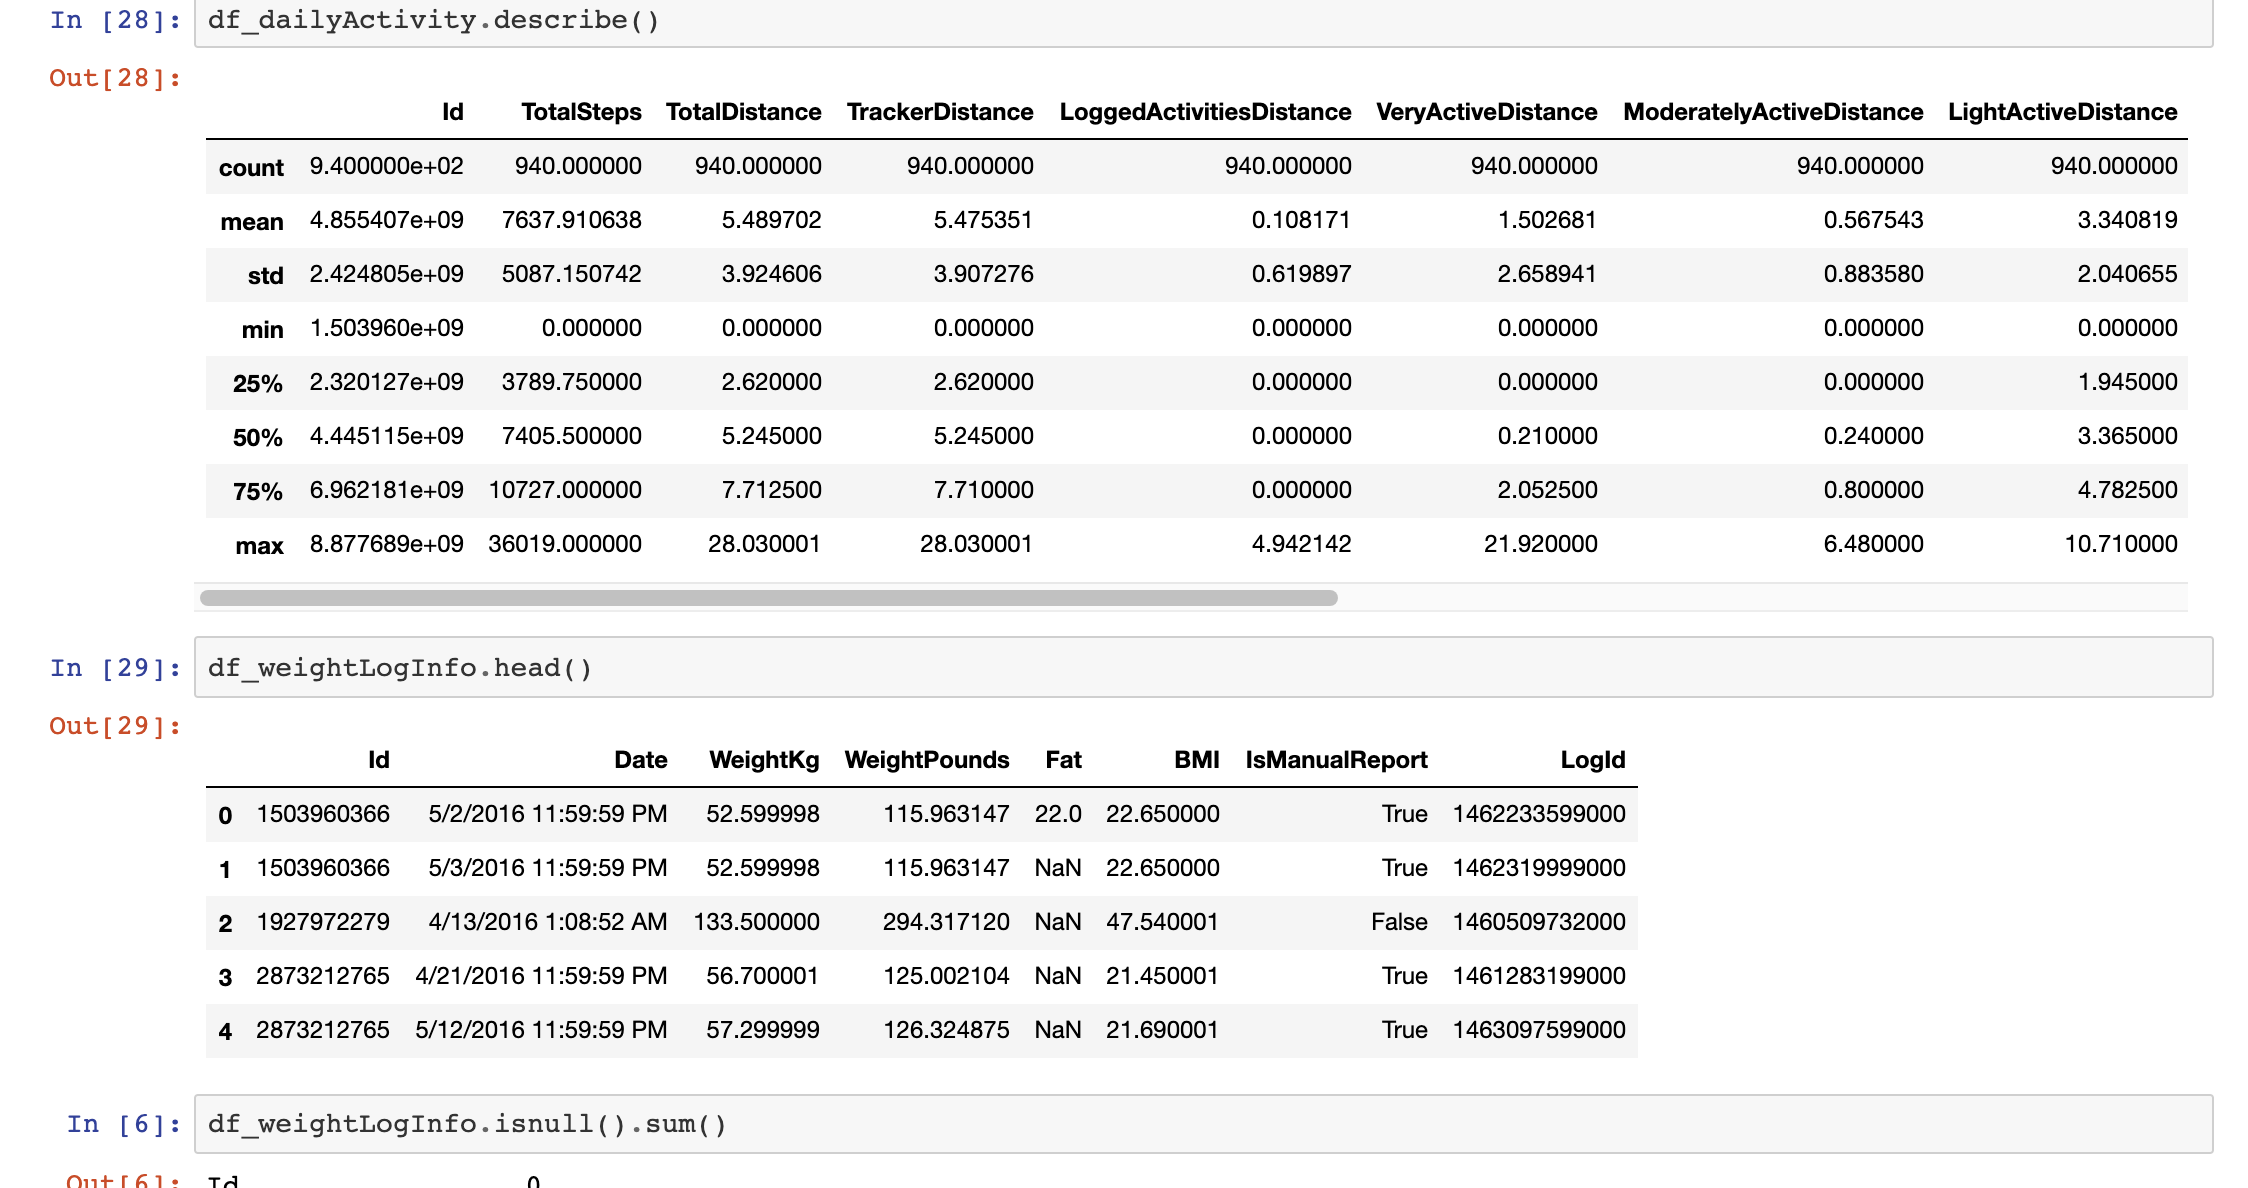 In [28]: df_dailyActivity.describe()
Out[28]:
Id TotalSteps TotalDistance TrackerDistance LoggedActivitiesDistance VeryActiveDistance ModeratelyActiveDistance LightActiveDistance
count 9.400000e+02 940.000000 940.000000 940.000000 940.000000 940.000000 940.000000 940.000000
mean 4.855407e+09 7637.910638 5.489702 5.475351 0.108171 1.502681 0.567543 3.340819
std 2.424805e+09 5087.150742 3.924606 3.907276 0.619897 2.658941 0.883580 2.040655
min 1.503960e+09 0.000000 0.000000 0.000000 0.000000 0.000000 0.000000 0.000000
25% 2.320127e+09 3789.750000 2.620000 2.620000 0.000000 0.000000 0.000000 1.945000
50% 4.445115e+09 7405.500000 5.245000 5.245000 0.000000 0.210000 0.240000 3.365000
75% 6.962181e+09 10727.000000 7.712500 7.710000 0.000000 2.052500 0.800000 4.782500
max 8.877689e+09 36019.000000 28.030001 28.030001 4.942142 21.920000 6.480000 10.710000
In [29]: df_weightLogInfo.head()
Out[29]:
Id Date WeightKg WeightPounds Fat BMI IsManualReport LogId
0 1503960366 5/2/2016 11:59:59 PM 52.599998 115.963147 22.0 22.650000 True 1462233599000
1 1503960366 5/3/2016 11:59:59 PM 52.599998 115.963147 NaN 22.650000 True 1462319999000
2 1927972279 4/13/2016 1:08:52 AM 133.500000 294.317120 NaN 47.540001 False 1460509732000
3 2873212765 4/21/2016 11:59:59 PM 56.700001 125.002104 NaN 21.450001 True 1461283199000
4 2873212765 5/12/2016 11:59:59 PM 57.299999 126.324875 NaN 21.690001 True 1463097599000
In [6]: df_weightLogInfo.isnull().sum()
Out[6]: Id 0